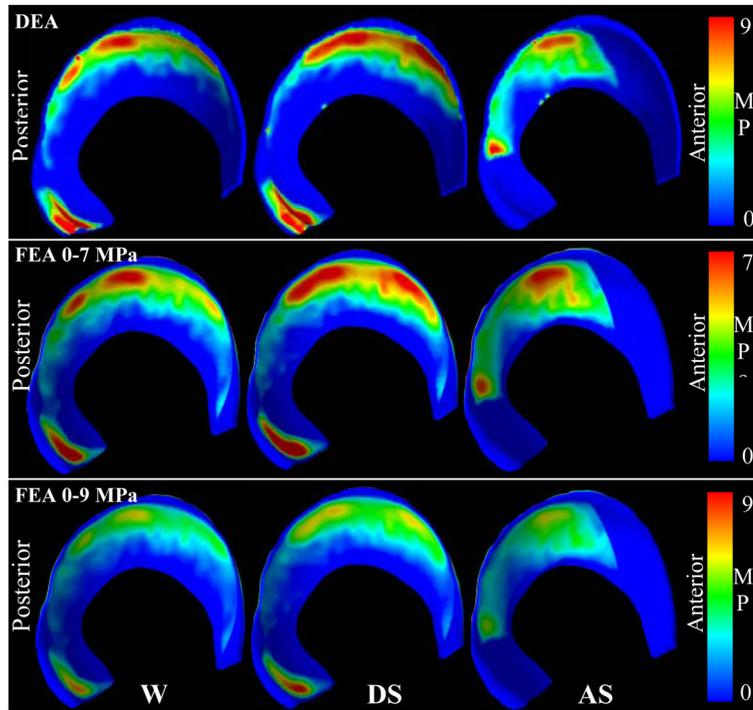 DEA
Posterior
Anterior
9
M
P
0
FEA 0-7 MPa
Posterior
Anterior
7
M
P
0
FEA 0-9 MPa
Posterior
Anterior
9
M
P
0
W
DS
AS